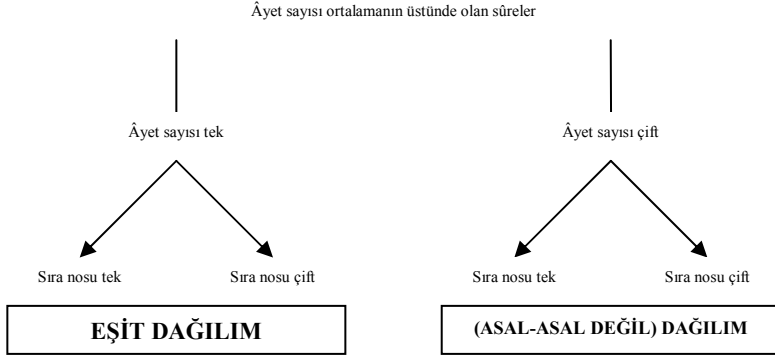 Âyet sayısı ortalamanın üstünde olan sûreler
Âyet sayısı tek
Âyet sayısı çift
Sıra nosu tek
Sıra nosu çift
Sıra nosu tek
Sıra nosu çift
EŞİT DAĞILIM
(ASAL-ASAL DEĞİL) DAĞILIM